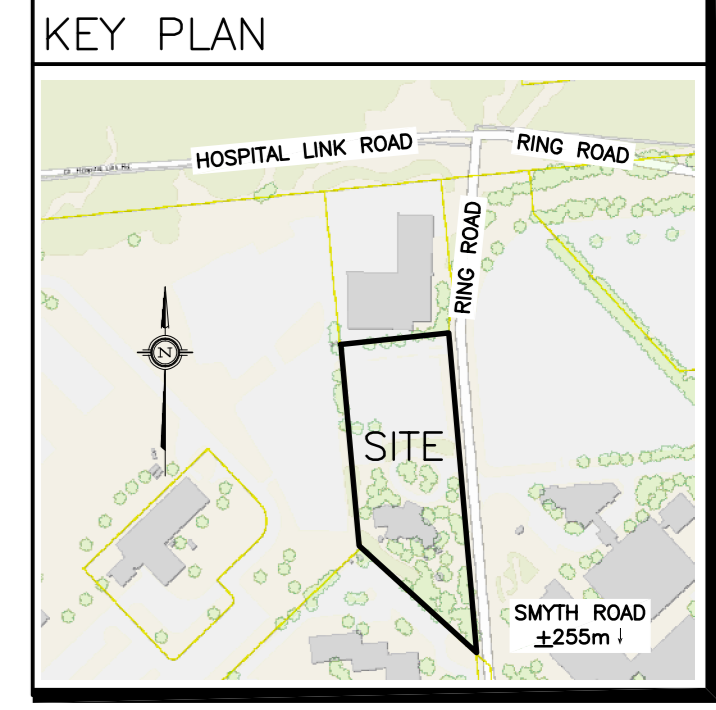 KEY PLAN
HOSPITAL LINK ROAD
RING ROAD
RING ROAD
N
SITE
SMYTH ROAD
±255m ↓